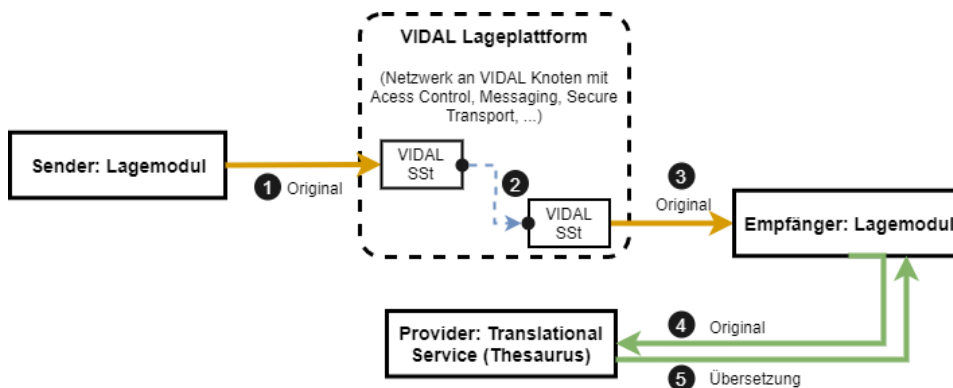 VIDAL Lageplattform
(Netzwerk an VIDAL Knoten mit
Acess Control, Messaging, Secure
Transport, ...)
Sender: Lagemodul
1 Original
VIDAL
SSt
2
VIDAL
SSt
3
Original
Empfänger: Lagemodul
Provider: Translational
Service (Thesaurus)
4 Original
5 Übersetzung